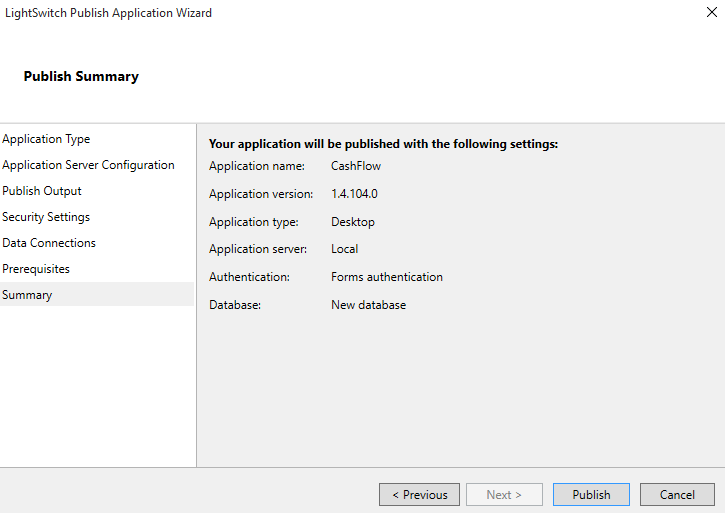 LightSwitch Publish Application Wizard
Publish Summary
Application Type
Application Server Configuration
Publish Output
Security Settings
Data Connections
Prerequisites
Summary
Your application will be published with the following settings:
Application name: CashFlow
Application version: 1.4.104.0
Application type: Desktop
Application server: Local
Authentication: Forms authentication
Database: New database
< Previous Next > Publish Cancel